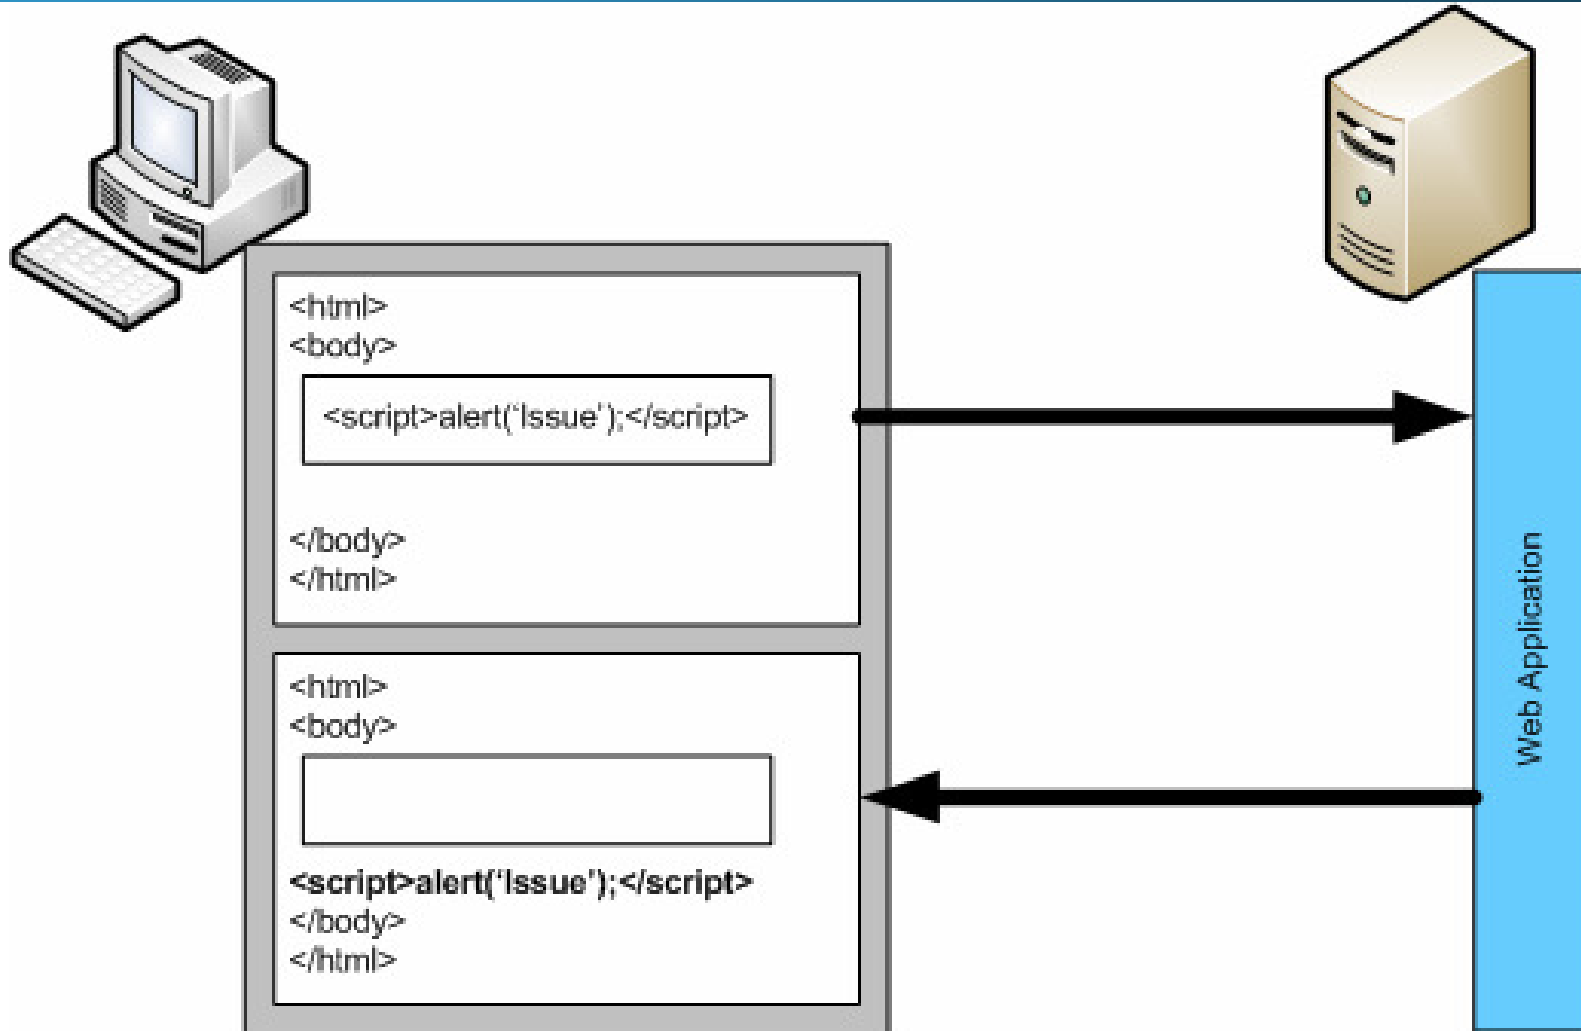 <html>
<body>
<script>alert(‘Issue’);</script>
</body>
</html>
<html>
<body>
<script>alert(‘Issue’);</script>
</body>
</html>
Web Application